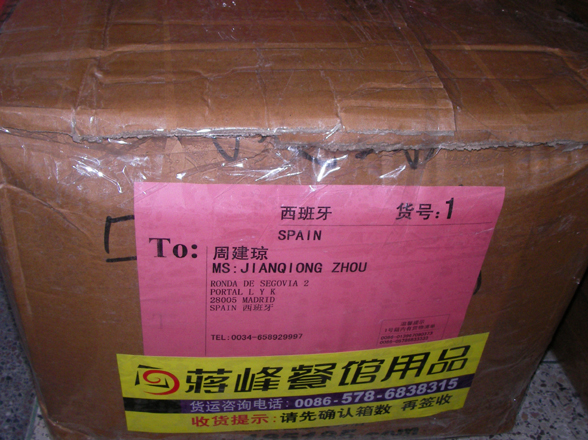 西班牙 货号:1
SPAIN
To: 周建琼
MS:JIANQIONG ZHOU
RONDA DE SEGOVIA 2
PORTAL L Y K
28005 MADRID
SPAIN 西班牙
TEL:0034-658929997
蒋峰餐馆用品
货运咨询电话: 0086-578-6838315
收货提示: 请先确认箱数 再签收